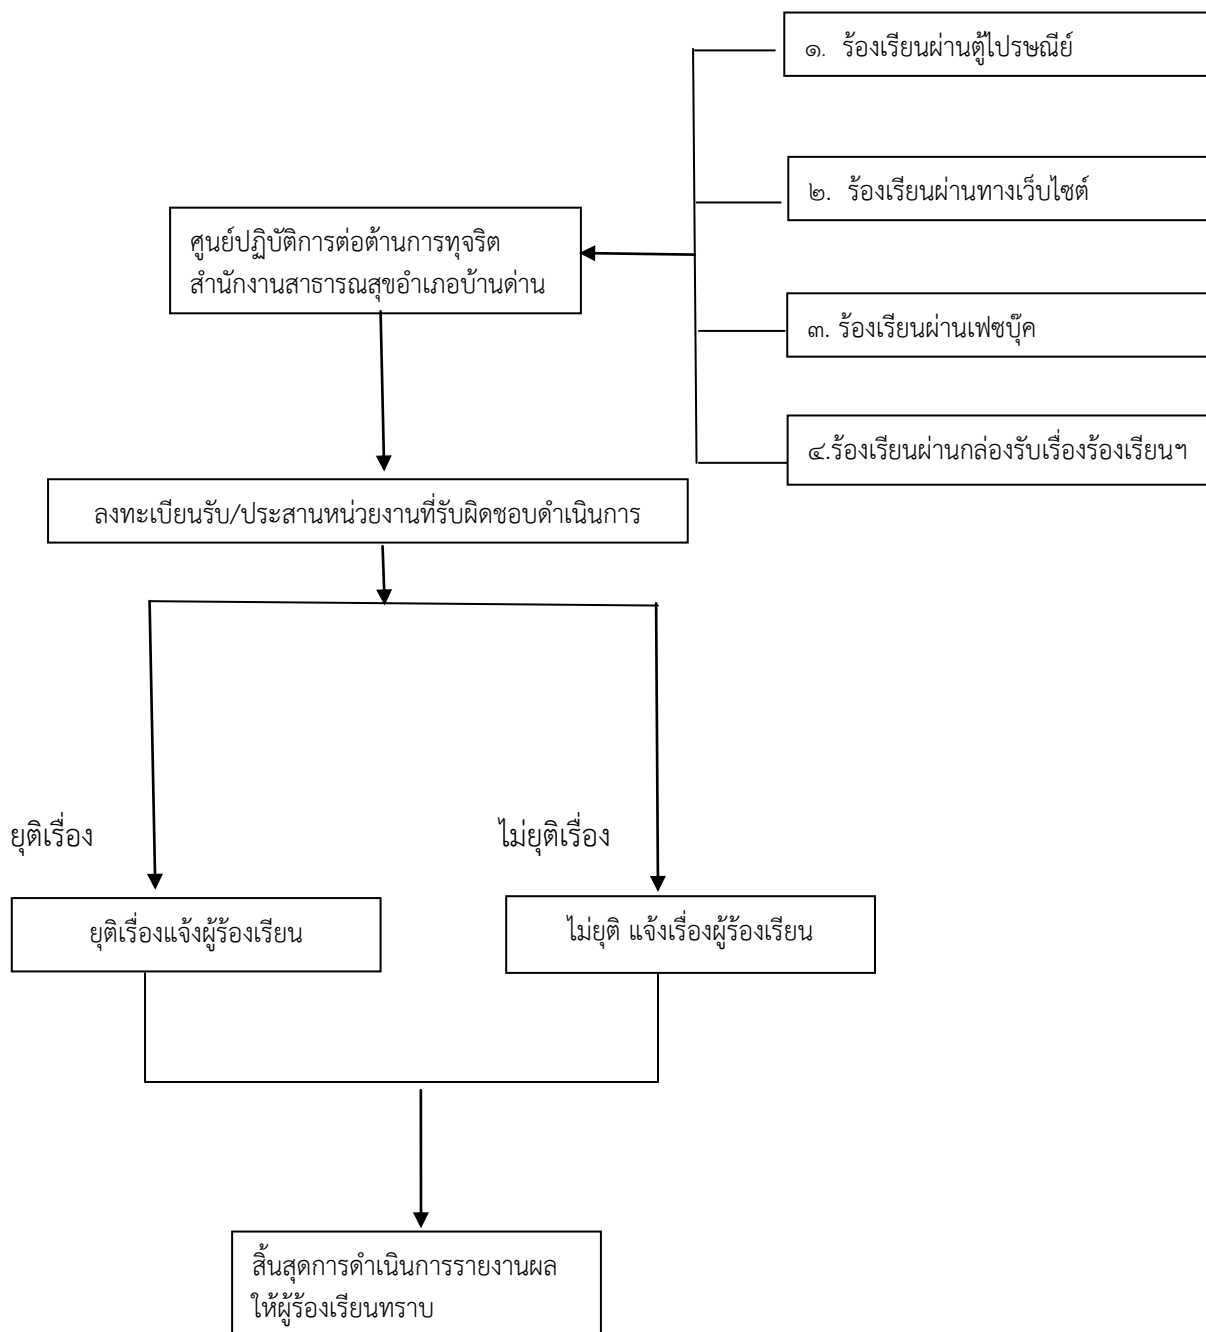 ๑. ร้องเรียนผ่านตู้ไปรษณีย์
๒. ร้องเรียนผ่านทางเว็บไซต์
ศูนย์ปฏิบัติการต่อต้านการทุจริต
สำนักงานสาธารณสุขอำเภอบ้านด่าน
๓. ร้องเรียนผ่านเฟซบุ๊ค
๔.ร้องเรียนผ่านกล่องรับเรื่องร้องเรียนฯ
ลงทะเบียนรับ/ประสานหน่วยงานที่รับผิดชอบดำเนินการ
ยุติเรื่อง
ไม่ยุติเรื่อง
ยุติเรื่องแจ้งผู้ร้องเรียน
ไม่ยุติ แจ้งเรื่องผู้ร้องเรียน
สิ้นสุดการดำเนินการรายงานผล
ให้ผู้ร้องเรียนทราบ